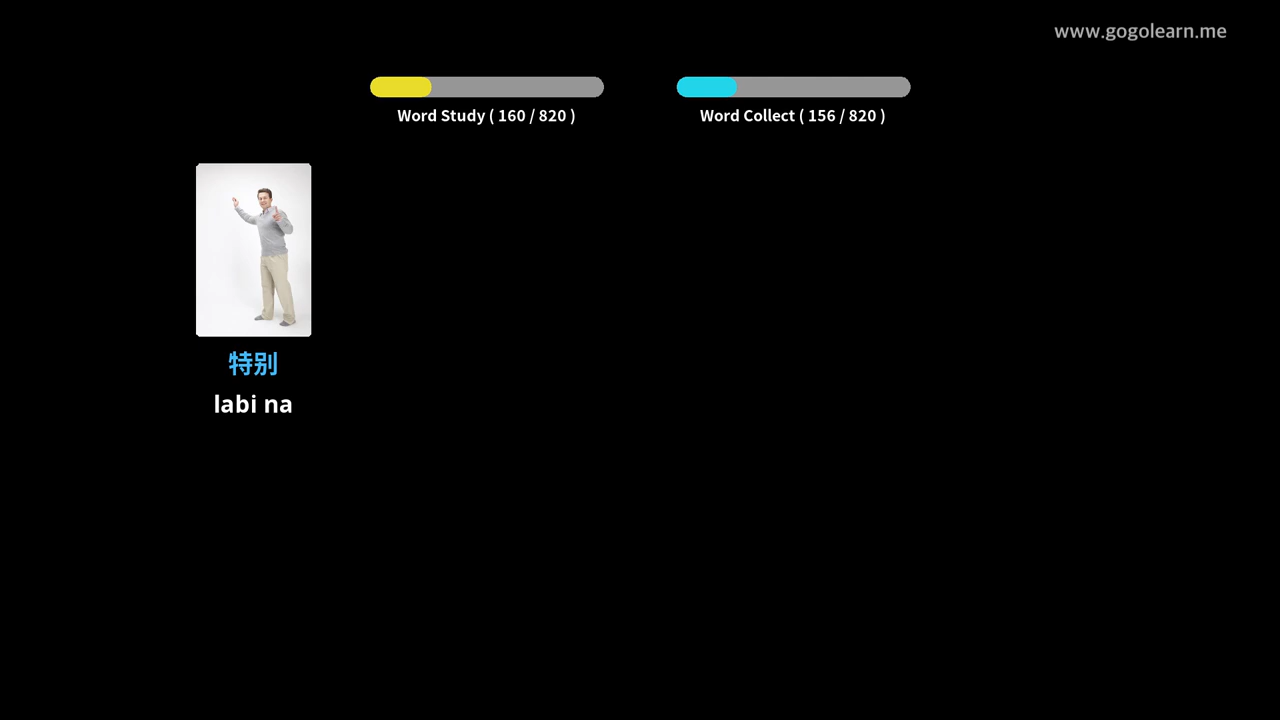 www.gogolearn.me
Word Study ( 160 / 820 )
Word Collect ( 156 / 820 )
特别
labi na